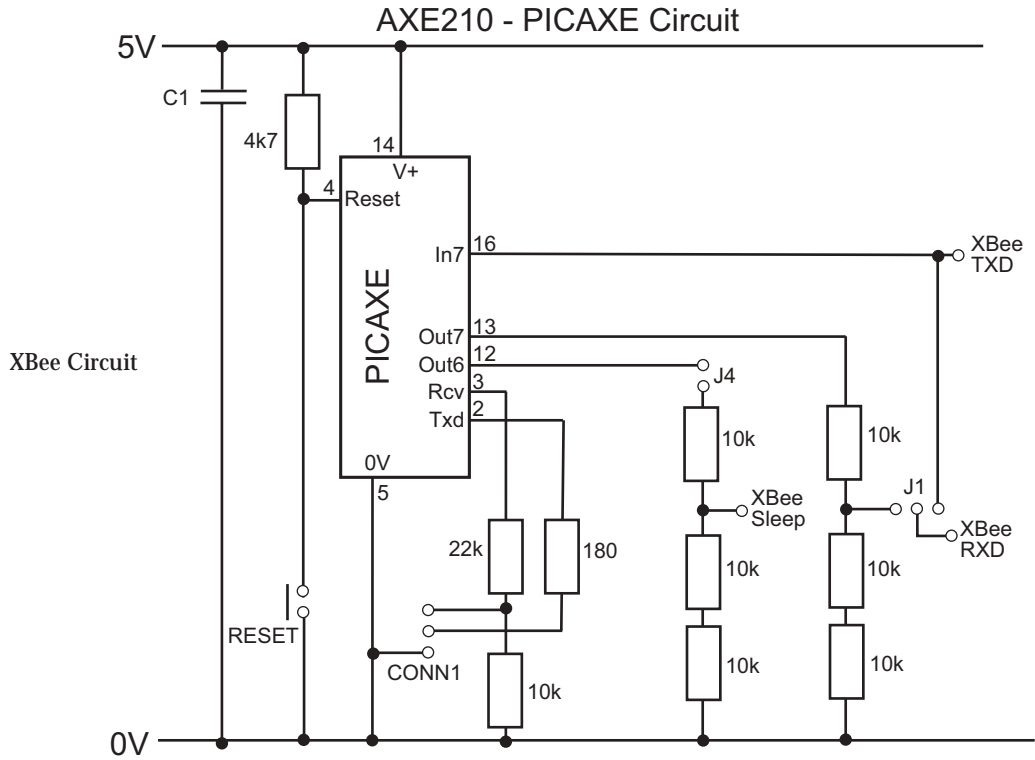 AXE210 - PICAXE Circuit
5V
C1
4k7
14
V+
4
Reset
16
In7
XBee
TXD
PICAXE
Out7
13
Out6
12
J4
Rcv
3
Txd
2
XBee Circuit
10k
10k
0V
5
J1
XBee
Sleep
XBee
RXD
22k
180
10k
10k
RESET
CONN1
10k
10k
10k
0V